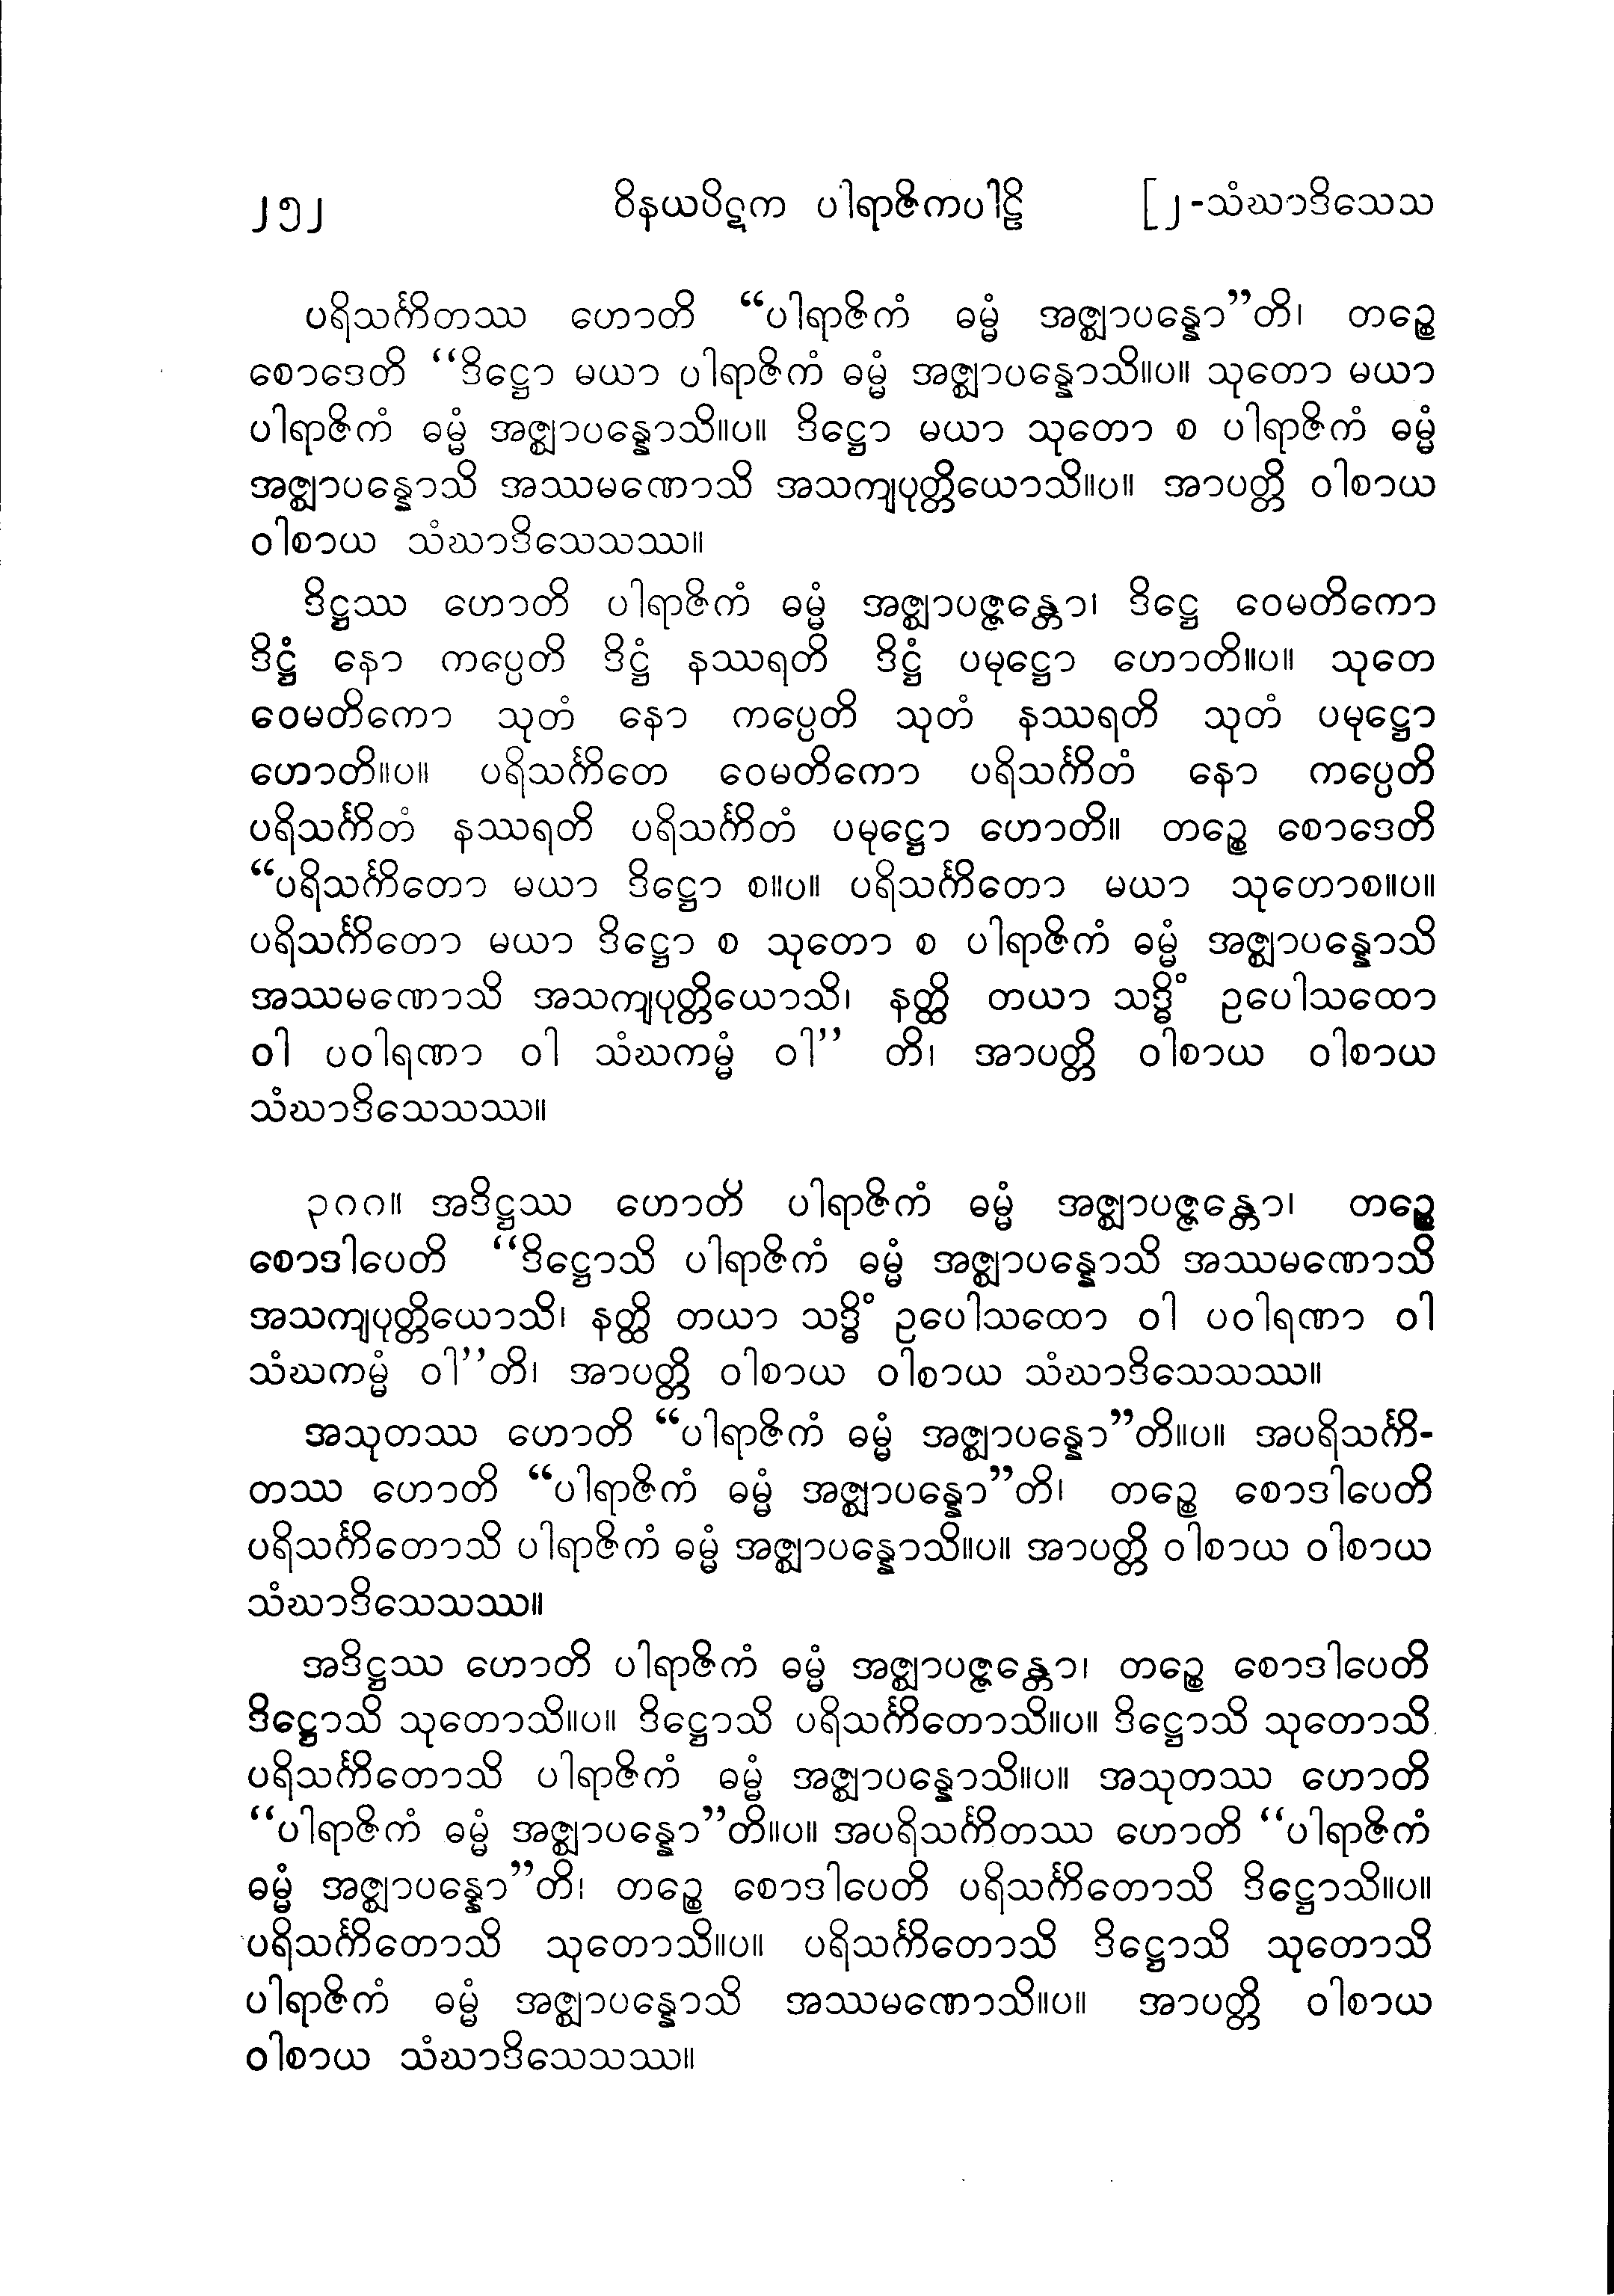 ၂၅၂ ဝိနယပိဋက ပါရာဇိကပါဠိ [၂-သံဃာဒိသေသ
ပရိသင်္ကိတဿ ဟောတိ “ပါရာဇိကံ ဓမ္မံ အဇ္ဈာပန္နော”တိ၊ တဉ္စေ
စောဒေတိ “ဒိဋ္ဌော မယာ ပါရာဇိကံ ဓမ္မံ အဇ္ဈာပန္နောသိ။ပ။ သုတော မယာ
ပါရာဇိကံ ဓမ္မံ အဇ္ဈာပန္နောသိ။ပ။ ဒိဋ္ဌော မယာ သုတော စ ပါရာဇိကံ ဓမ္မံ
အဇ္ဈာပန္နောသိ အဿမဏောသိ အသကျပုတ္တိယောသိ။ပ။ အာပတ္တိ ဝါစာယ
ဝါစာယ သံဃာဒိသေသဿ။
ဒိဋ္ဌဿ ဟောတိ ပါရာဇိကံ ဓမ္မံ အဇ္ဈာပဇ္ဇန္တော၊ ဒိဋ္ဌေ ဝေမတိကော
ဒိဋ္ဌံ နော ကပ္ပေတိ ဒိဋ္ဌံ နဿရတိ ဒိဋ္ဌံ ပမုဋ္ဌော ဟောတိ။ပ။ သုတေ
ဝေမတိကော သုတံ နော ကပ္ပေတိ သုတံ နဿရတိ သုတံ ပမုဋ္ဌော
ဟောတိ။ပ။ ပရိသင်္ကိတေ ဝေမတိကော ပရိသင်္ကိတံ နော ကပ္ပေတိ
ပရိသင်္ကိတံ နဿရတိ ပရိသင်္ကိတံ ပမုဋ္ဌော ဟောတိ။ တဉ္စေ စောဒေတိ
“ပရိသင်္ကိတော မယာ ဒိဋ္ဌော စ။ပ။ ပရိသင်္ကိတော မယာ သုဟောစ။ပ။
ပရိသင်္ကိတော မယာ ဒိဋ္ဌော စ သုတော စ ပါရာဇိကံ ဓမ္မံ အဇ္ဈာပန္နောသိ
အဿမဏောသိ အသကျပုတ္တိယောသိ၊ နတ္ထိ တယာ သဒ္ဓိံ ဥပေါသထော
ဝါ ပဝါရဏာ ဝါ သံဃကမ္မံ ဝါ” တိ၊ အာပတ္တိ ဝါစာယ ဝါစာယ
သံဃာဒိသေသဿ။
၃၈၈။ အဒိဋ္ဌဿ ဟောတိ ပါရာဇိကံ ဓမ္မံ အဇ္ဈာပဇ္ဇန္တော၊ တဉ္စေ
စောဒါပေတိ “ဒိဋ္ဌောသိ ပါရာဇိကံ ဓမ္မံ အဇ္ဈာပန္နောသိ အဿမဏောသိ
အသကျပုတ္တိယောသိ၊ နတ္ထိ တယာ သဒ္ဓိံ ဥပေါသထော ဝါ ပဝါရဏာ ဝါ
သံဃကမ္မံ ဝါ”တိ၊ အာပတ္တိ ဝါစာယ ဝါစာယ သံဃာဒိသေသဿ။
အသုတဿ ဟောတိ “ပါရာဇိကံ ဓမ္မံ အဇ္ဈာပန္နော”တိ။ပ။ အပရိသင်္ကိ-
တဿ ဟောတိ “ပါရာဇိကံ ဓမ္မံ အဇ္ဈာပန္နော”တိ၊ တဉ္စေ စောဒါပေတိ
ပရိသင်္ကိတောသိ ပါရာဇိကံ ဓမ္မံ အဇ္ဈာပန္နောသိ။ပ။ အာပတ္တိ ဝါစာယ ဝါစာယ
သံဃာဒိသေသဿ။
အဒိဋ္ဌဿ ဟောတိ ပါရာဇိကံ ဓမ္မံ အဇ္ဈာပဇ္ဇန္တော၊ တဉ္စေ စောဒါပေတိ
ဒိဋ္ဌောသိ သုတောသိ။ပ။ ဒိဋ္ဌောသိ ပရိသင်္ကိတောသိ။ပ။ ဒိဋ္ဌောသိ သုတောသိ
ပရိသင်္ကိတောသိ ပါရာဇိကံ ဓမ္မံ အဇ္ဈာပန္နောသိ။ပ။ အသုတဿ ဟောတိ
“ပါရာဇိကံ ဓမ္မံ အဇ္ဈာပန္နော”တိ။ပ။ အပရိသင်္ကိတဿ ဟောတိ “ပါရာဇိကံ
ဓမ္မံ အဇ္ဈာပန္နော”တိ၊ တဉ္စေ စောဒါပေတိ ပရိသင်္ကိတောသိ ဒိဋ္ဌောသိ။ပ။
ပရိသင်္ကိတောသိ သုတောသိ။ပ။ ပရိသင်္ကိတောသိ ဒိဋ္ဌောသိ သုတောသိ
ပါရာဇိကံ ဓမ္မံ အဇ္ဈာပန္နောသိ အဿမဏောသိ။ပ။ အာပတ္တိ ဝါစာယ
ဝါစာယ သံဃာဒိသေသဿ။